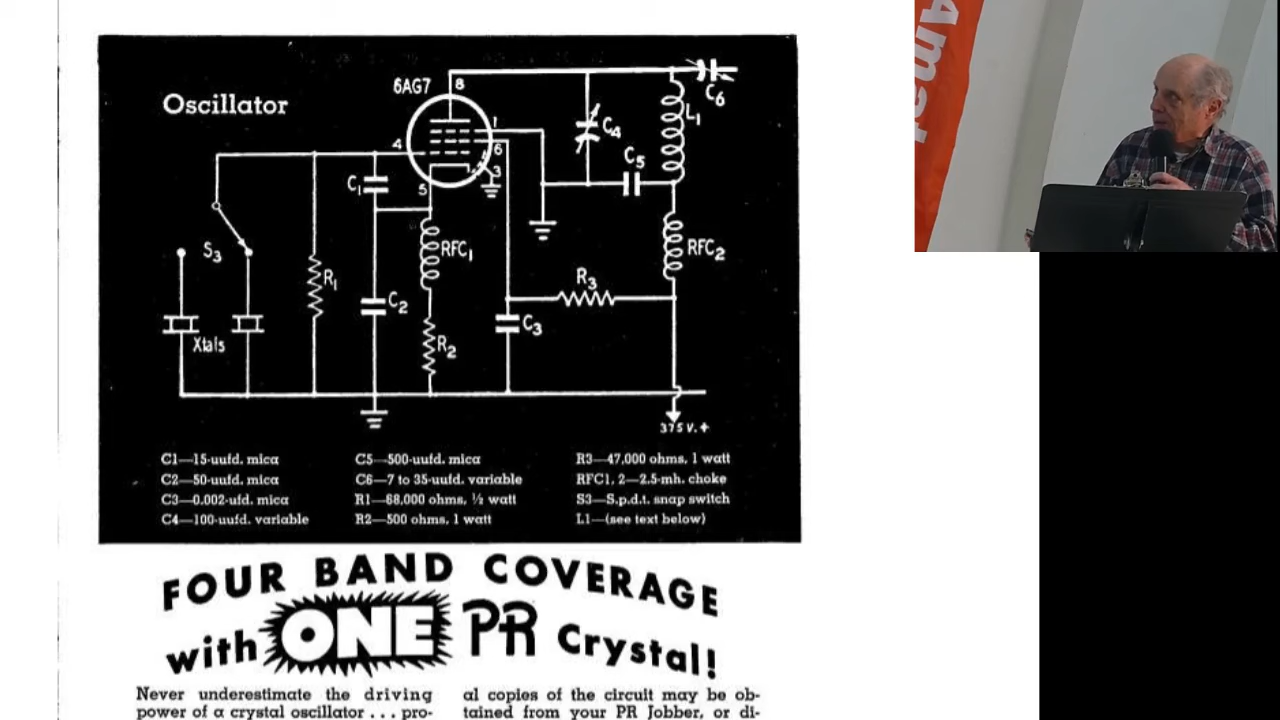 Oscillator
6AG7
8
1
4
6
3
5
C4
L1
C6
C5
C1
RFC1
RFC2
S3
R1
R3
C2
C3
Xtals
R2
375V.+
C1—15-uufd. mica
C2—50-uufd. mica
C3—0.002-ufd. mica
C4—100-uufd. variable
C5—500-uufd. mica
C6—7 to 35-uufd. variable
R1—68,000 ohms, ½ watt
R2—500 ohms, 1 watt
R3—47,000 ohms, 1 watt
RFC1, 2—2.5-mh. choke
S3—S.p.d.t. snap switch
L1—(see text below)
FOUR BAND COVERAGE
with ONE PR Crystal!
Never underestimate the driving
power of a crystal oscillator . . . pro-
al copies of the circuit may be ob-
tained from your PR Jobber, or di-
Amat